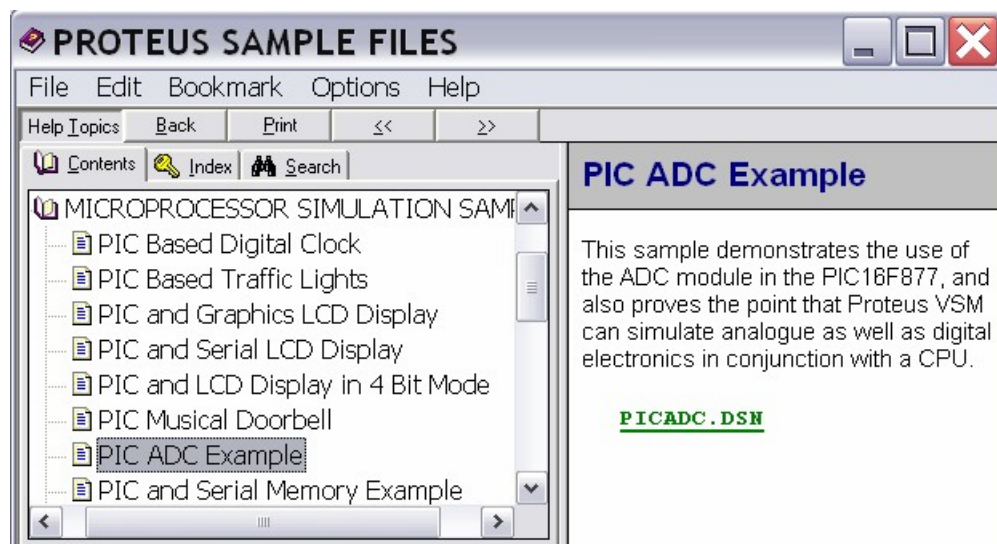 PROTEUS SAMPLE FILES
File Edit Bookmark Options Help
Help Topics Back Print << >>
Contents Index Search
MICROPROCESSOR SIMULATION SAM
PIC Based Digital Clock
PIC Based Traffic Lights
PIC and Graphics LCD Display
PIC and Serial LCD Display
PIC and LCD Display in 4 Bit Mode
PIC Musical Doorbell
PIC ADC Example
PIC and Serial Memory Example
PIC ADC Example
This sample demonstrates the use of
the ADC module in the PIC16F877, and
also proves the point that Proteus VSM
can simulate analogue as well as digital
electronics in conjunction with a CPU.
PICADC.DSN